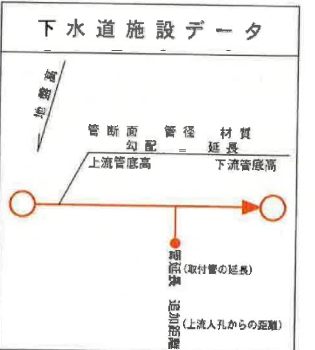 下水道施設データ
地盤高
管断面 管径 材質
勾配 = 延長
上流管底高 下流管底高
管延長 (取付管の延長)
追加距離 (上流人孔からの距離)